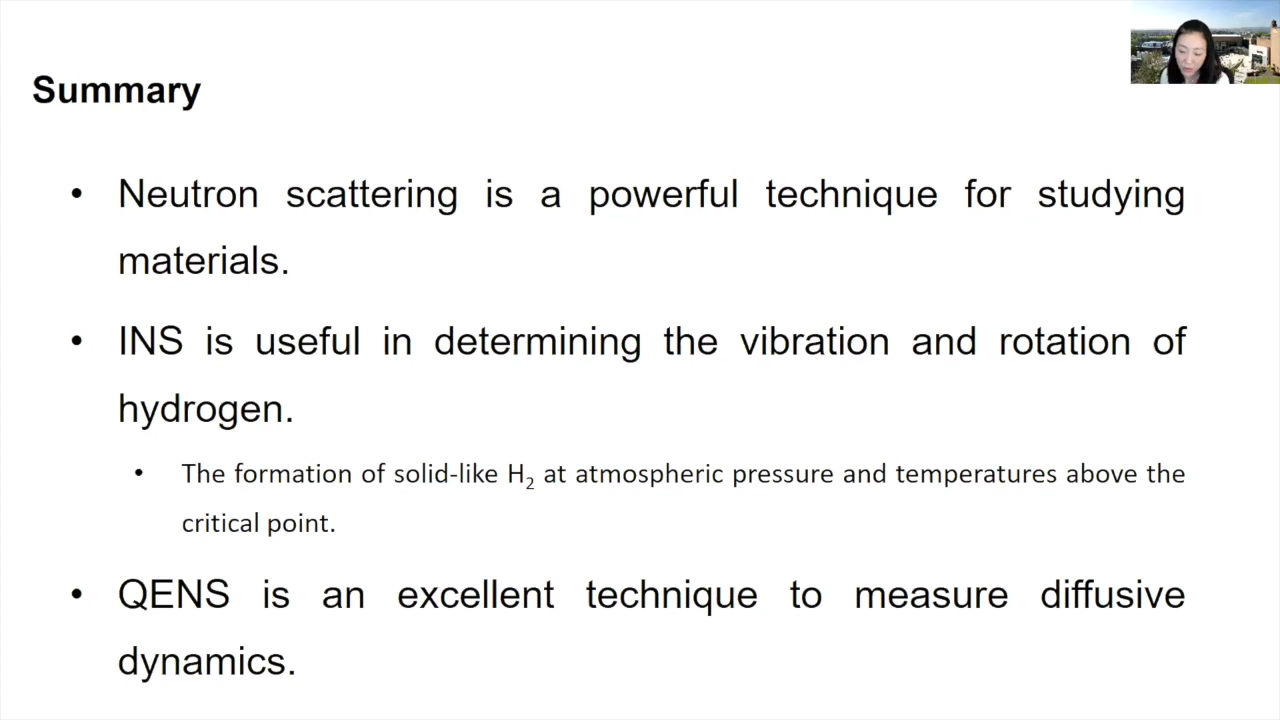 Summary
• Neutron scattering is a powerful technique for studying
materials.
• INS is useful in determining the vibration and rotation of
hydrogen.
• The formation of solid-like H₂ at atmospheric pressure and temperatures above the
critical point.
• QENS is an excellent technique to measure diffusive
dynamics.